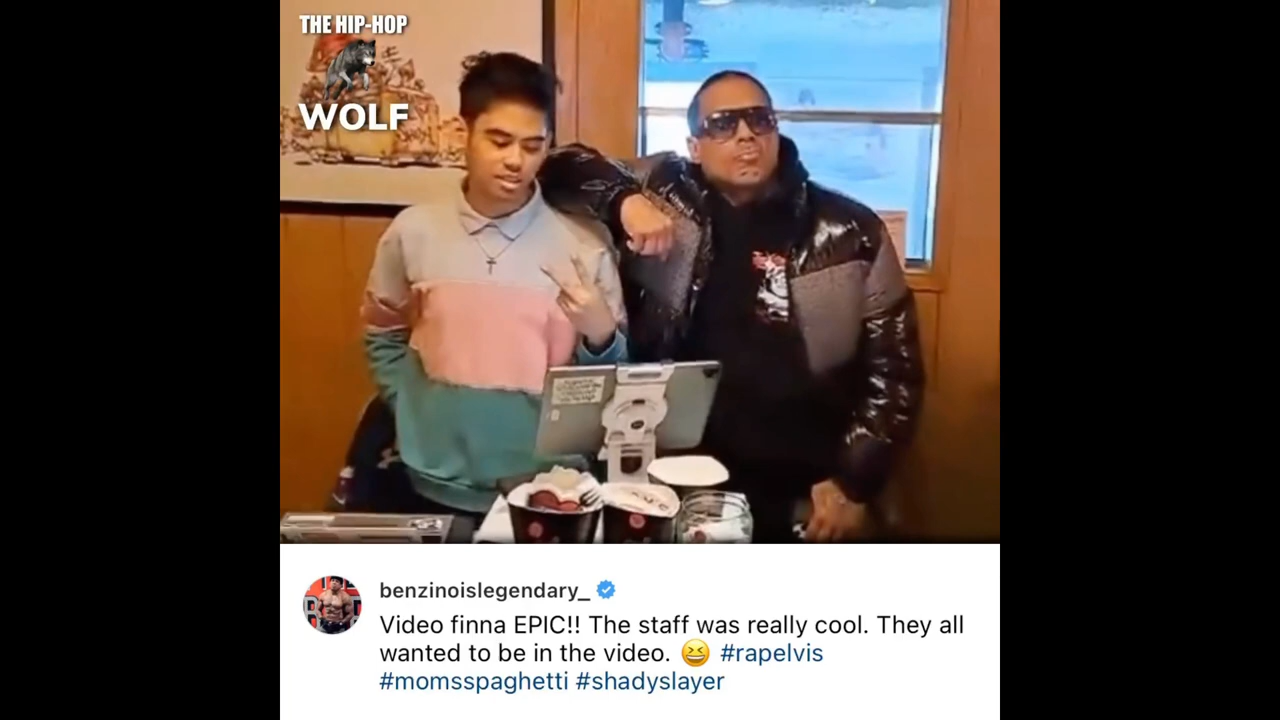 THE HIP-HOP
WOLF
benzinoislegendary_
Video finna EPIC!! The staff was really cool. They all
wanted to be in the video. 😆 #rapelvis
#momsspaghetti #shadyslayer